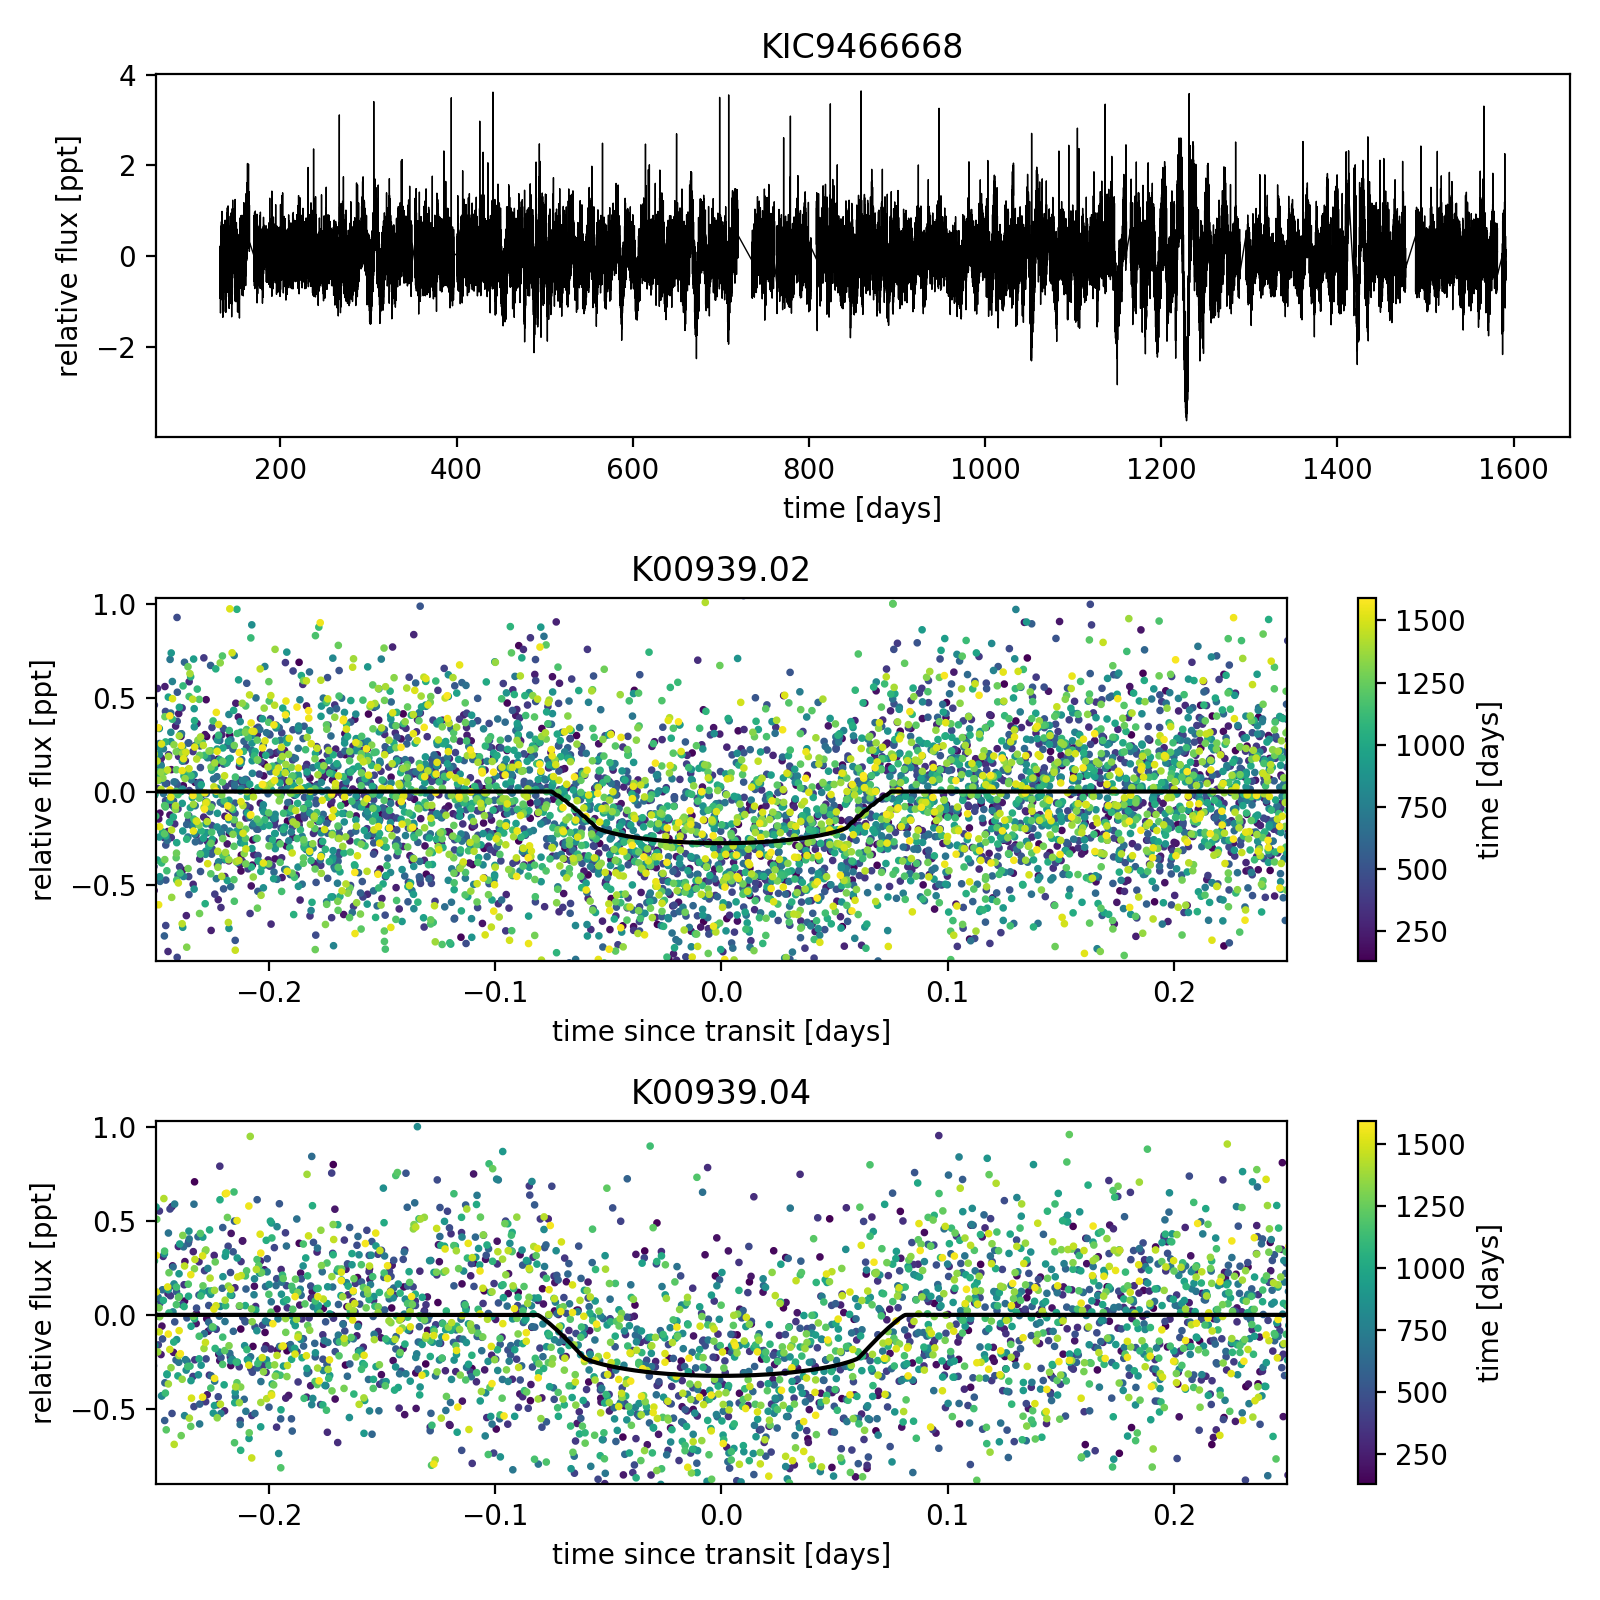 KIC9466668
4
2
0
−2
relative flux [ppt]
200 400 600 800 1000 1200 1400 1600
time [days]
K00939.02
1.0
0.5
0.0
−0.5
relative flux [ppt]
−0.2 −0.1 0.0 0.1 0.2
time since transit [days]
1500
1250
1000
750
500
250
time [days]
K00939.04
1.0
0.5
0.0
−0.5
relative flux [ppt]
−0.2 −0.1 0.0 0.1 0.2
time since transit [days]
1500
1250
1000
750
500
250
time [days]